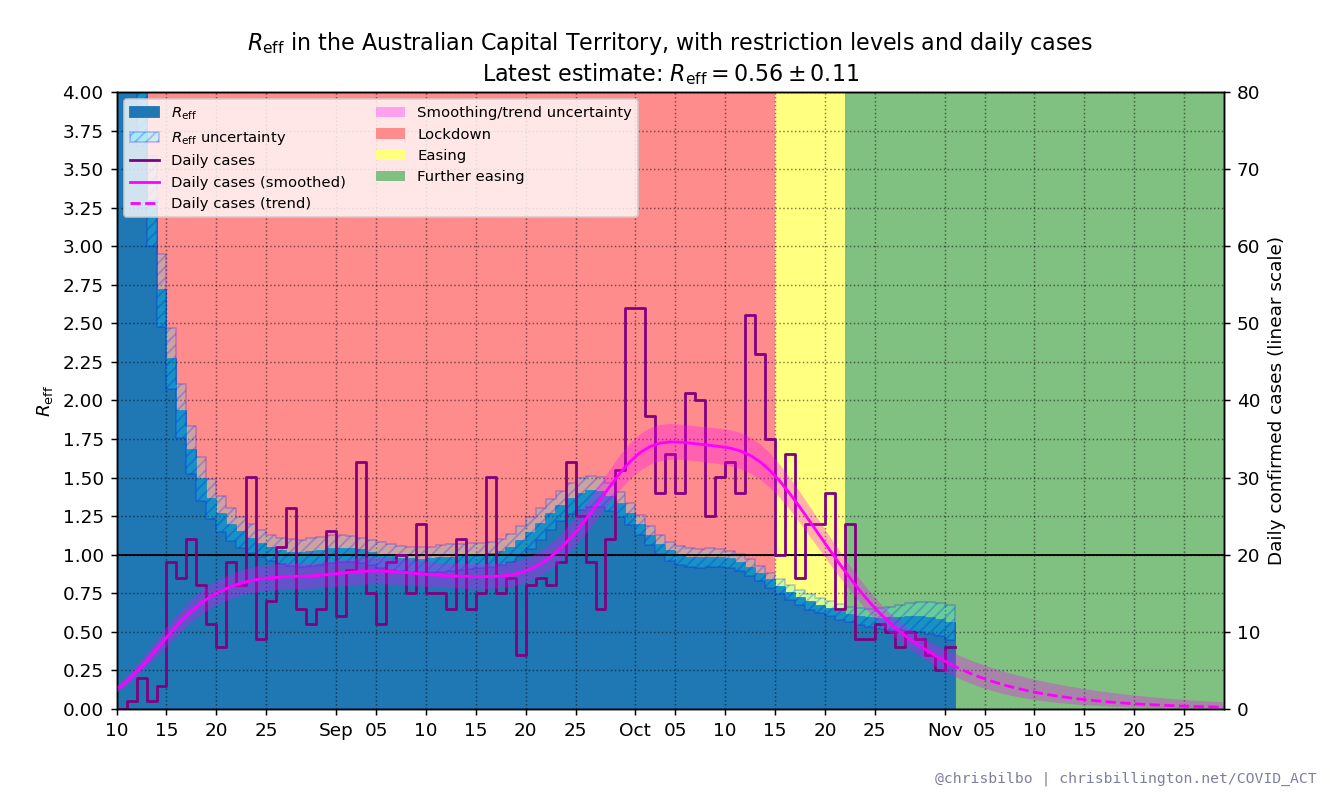 Reff in the Australian Capital Territory, with restriction levels and daily cases
Latest estimate: Reff = 0.56 ± 0.11
Reff
Reff uncertainty
Daily cases
Daily cases (smoothed)
Daily cases (trend)
Smoothing/trend uncertainty
Lockdown
Easing
Further easing
4.00
3.75
3.50
3.25
3.00
2.75
2.50
2.25
2.00
1.75
1.50
1.25
1.00
0.75
0.50
0.25
0.00
Reff
80
70
60
50
40
30
20
10
0
Daily confirmed cases (linear scale)
10 15 20 25 Sep 05 10 15 20 25 Oct 05 10 15 20 25 Nov 05 10 15 20 25
@chrisbilbo | chrisbillington.net/COVID_ACT